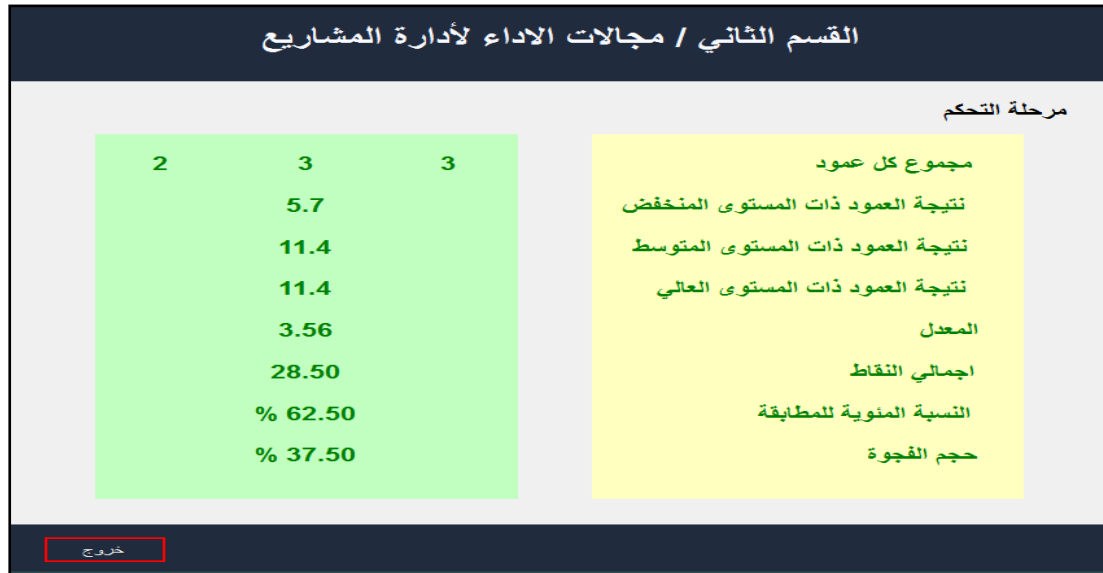 القسم الثاني / مجالات الاداء لأدارة المشاريع
مرحلة التحكم
مجموع كل عمود 3 3 2
نتيجة العمود ذات المستوى المنخفض 5.7
نتيجة العمود ذات المستوى المتوسط 11.4
نتيجة العمود ذات المستوى العالي 11.4
المعدل 3.56
اجمالي النقاط 28.50
النسبة المئوية للمطابقة 62.50 %
حجم الفجوة 37.50 %
خروج